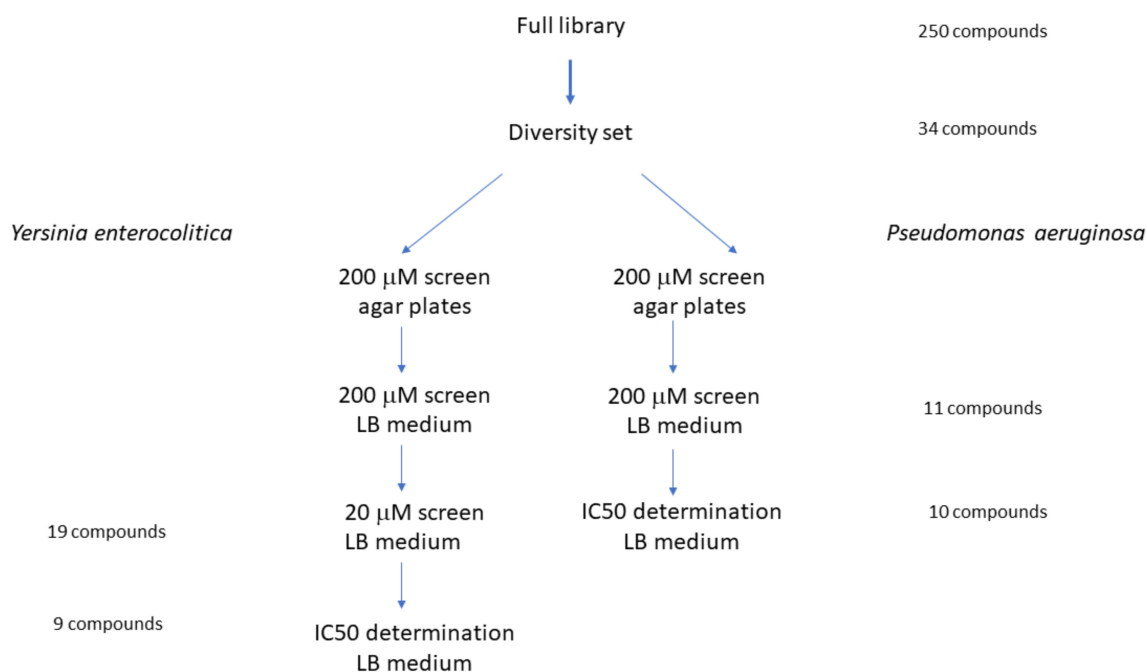 Full library
250 compounds
Diversity set
34 compounds
Yersinia enterocolitica
Pseudomonas aeruginosa
200 μM screen
agar plates
200 μM screen
agar plates
200 μM screen
LB medium
200 μM screen
LB medium
11 compounds
19 compounds
20 μM screen
LB medium
IC50 determination
LB medium
10 compounds
9 compounds
IC50 determination
LB medium